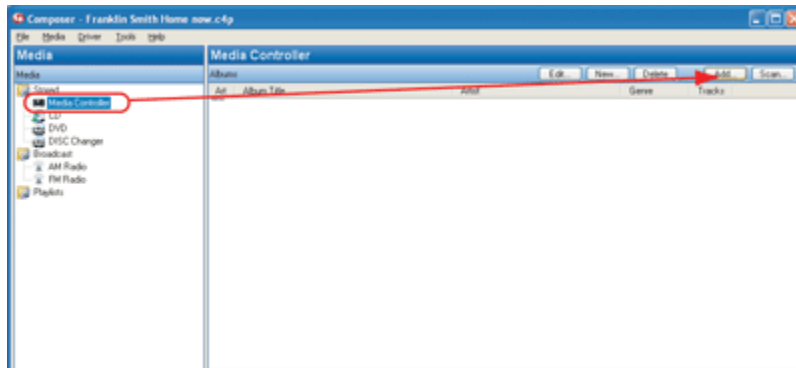 Composer - Franklin Smith Home now.c4p
File Media Driver Tools Help
Media
Media Controller
Media
Albums
Edit... New... Delete Add... Scan...
Stored
Art Album Title Artist Genre Tracks
Media Controller
CD
DVD
DISC Changer
Broadcast
AM Radio
FM Radio
Playlists